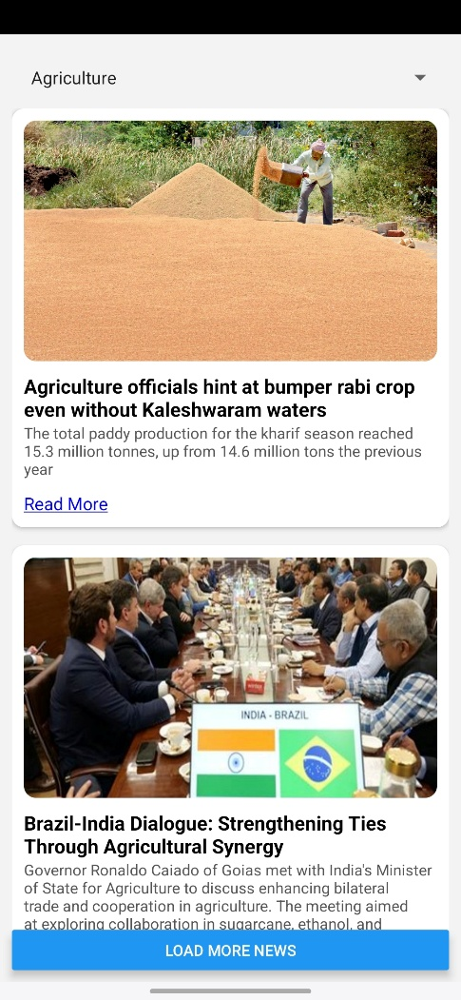 Agriculture
Agriculture officials hint at bumper rabi crop
even without Kaleshwaram waters
The total paddy production for the kharif season reached
15.3 million tonnes, up from 14.6 million tons the previous
year
Read More
INDIA - BRAZIL
Brazil-India Dialogue: Strengthening Ties
Through Agricultural Synergy
Governor Ronaldo Caiado of Goias met with India's Minister
of State for Agriculture to discuss enhancing bilateral
trade and cooperation in agriculture. The meeting aimed
at exploring collaboration in sugarcane, ethanol, and
LOAD MORE NEWS